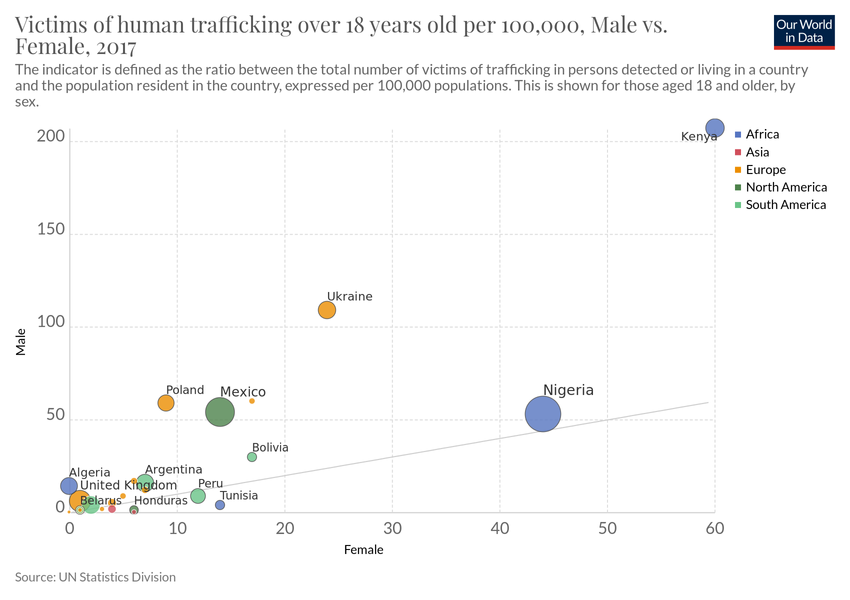 Victims of human trafficking over 18 years old per 100,000, Male vs.
Female, 2017
Our World
in Data
The indicator is defined as the ratio between the total number of victims of trafficking in persons detected or living in a country
and the population resident in the country, expressed per 100,000 populations. This is shown for those aged 18 and older, by
sex.
200
150
100
50
0
Male
Kenya
Ukraine
Poland
Mexico
Nigeria
Bolivia
Algeria
Argentina
United Kingdom
Peru
Belarus
Honduras
Tunisia
Africa
Asia
Europe
North America
South America
0
10
20
30
40
50
60
Female
Source: UN Statistics Division